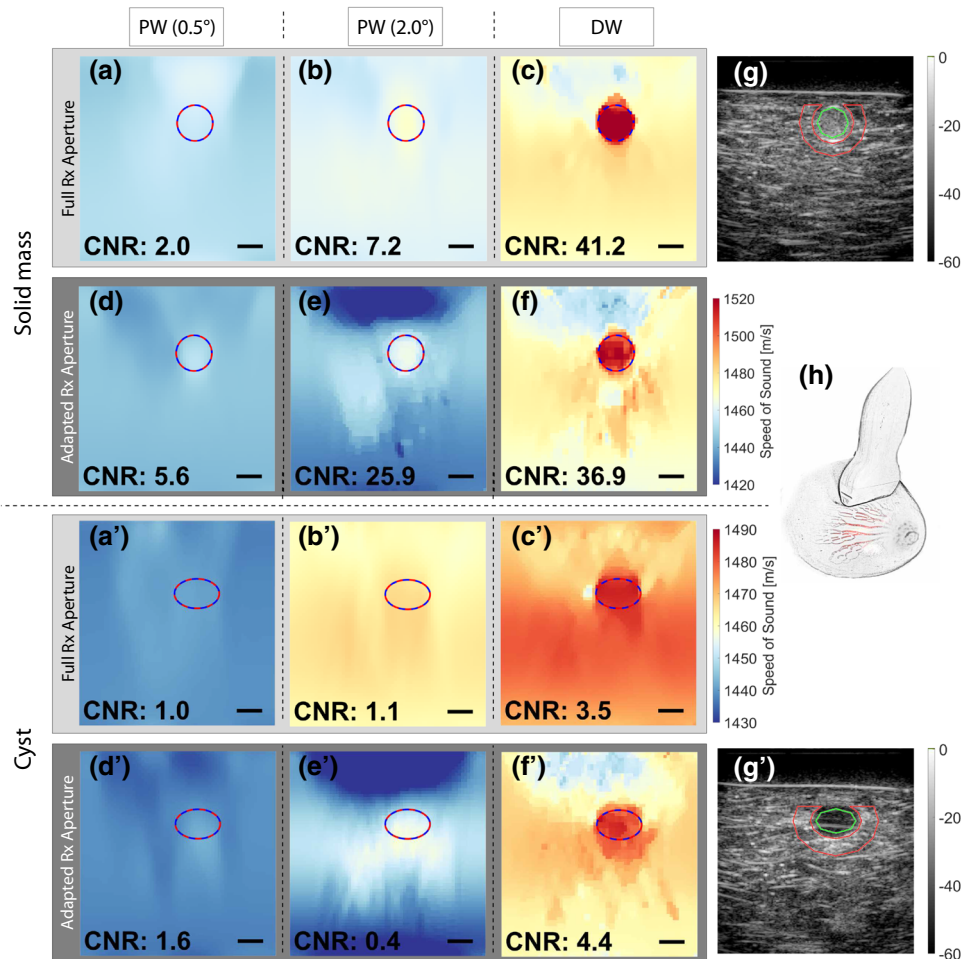 PW (0.5°)
PW (2.0°)
DW
Solid mass
Full Rx Aperture
(a)
CNR: 2.0
(b)
CNR: 7.2
(c)
CNR: 41.2
(g)
0
-20
-40
-60
Adapted Rx Aperture
(d)
CNR: 5.6
(e)
CNR: 25.9
(f)
CNR: 36.9
1520
1500
1480
1460
1440
1420
Speed of Sound [m/s]
(h)
Cyst
Full Rx Aperture
(a’)
CNR: 1.0
(b’)
CNR: 1.1
(c’)
CNR: 3.5
1490
1480
1470
1460
1450
1440
1430
Speed of Sound [m/s]
Adapted Rx Aperture
(d’)
CNR: 1.6
(e’)
CNR: 0.4
(f’)
CNR: 4.4
(g’)
0
-20
-40
-60